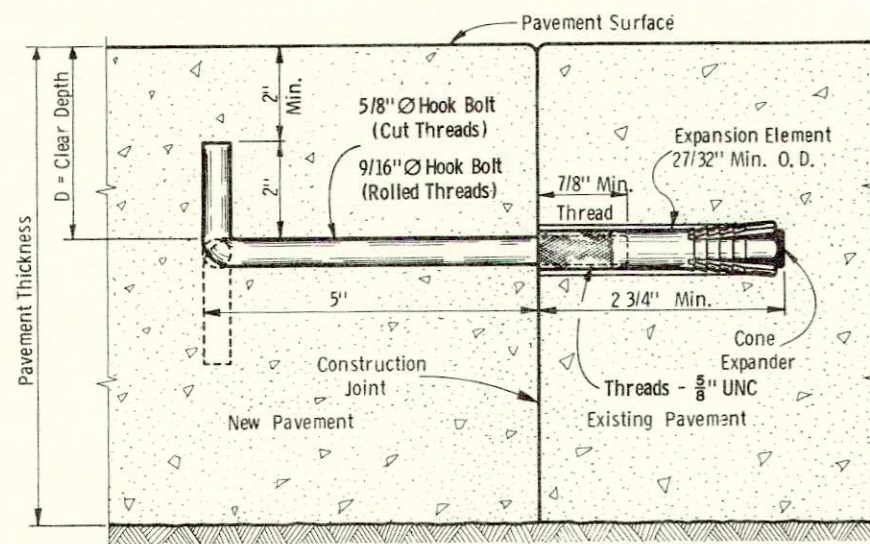 Pavement Surface
2" Min.
D = Clear Depth
5/8" Ø Hook Bolt
(Cut Threads)
Expansion Element
27/32" Min. O.D.
9/16" Ø Hook Bolt
(Rolled Threads)
7/8" Min.
2"
Thread
Pavement Thickness
5"
2 3/4" Min.
Cone
Expander
Construction
Joint
Threads - 5/8" UNC
New Pavement
Existing Pavement